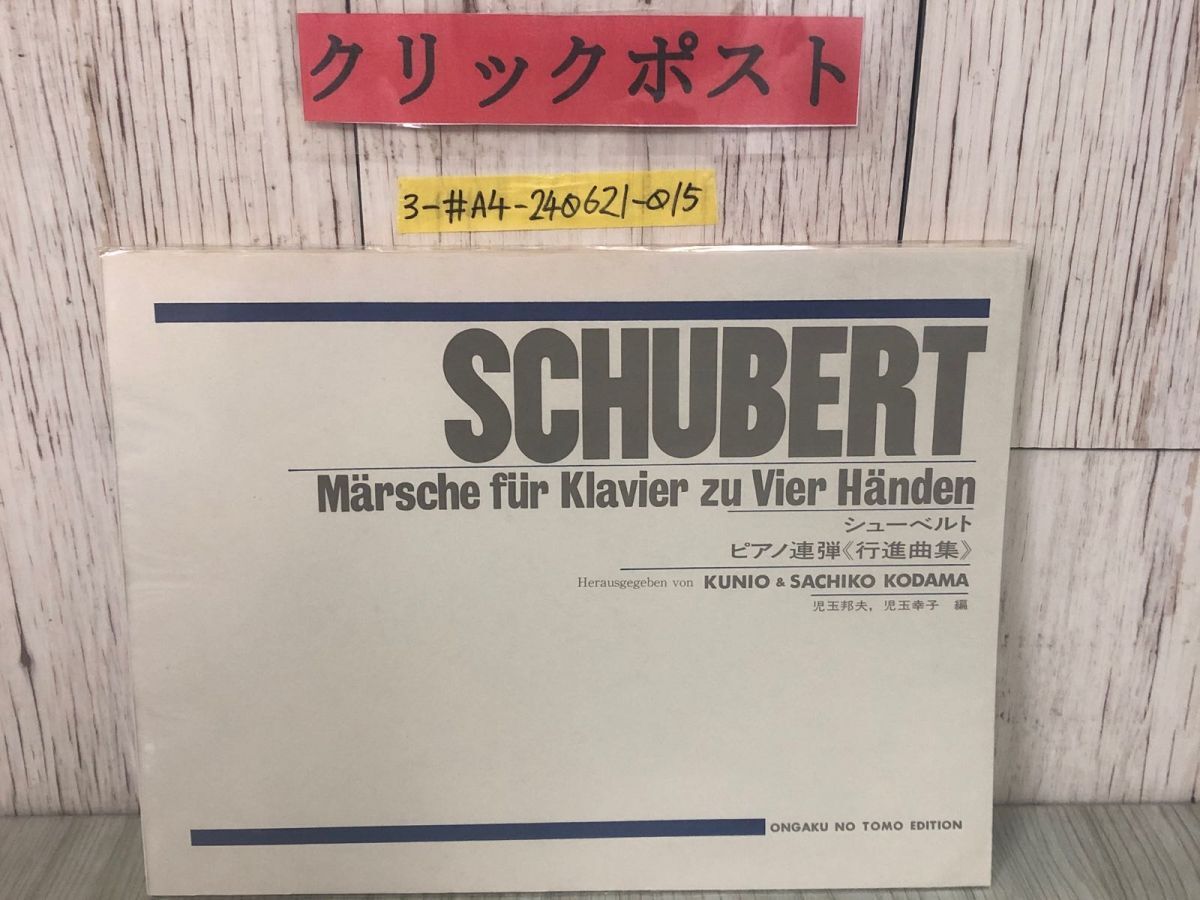 クリックポスト
3-#A4-240621-015
SCHUBERT
Märsche für Klavier zu Vier Händen
シューベルト
ピアノ連弾《行進曲集》
Herausgegeben von KUNIO & SACHIKO KODAMA
児玉邦夫，児玉幸子 編
ONGAKU NO TOMO EDITION